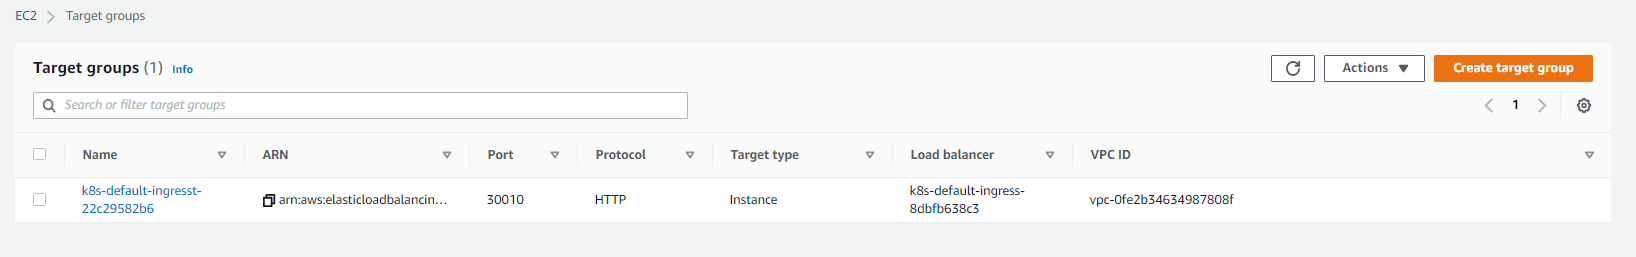 EC2 > Target groups
Target groups (1) Info
Actions
Create target group
Search or filter target groups
1
Name ARN Port Protocol Target type Load balancer VPC ID
k8s-default-ingresst-
22c29582b6
arn:aws:elasticloadbalancin...
30010
HTTP
Instance
k8s-default-ingress-
8dbfb638c3
vpc-0fe2b34634987808f